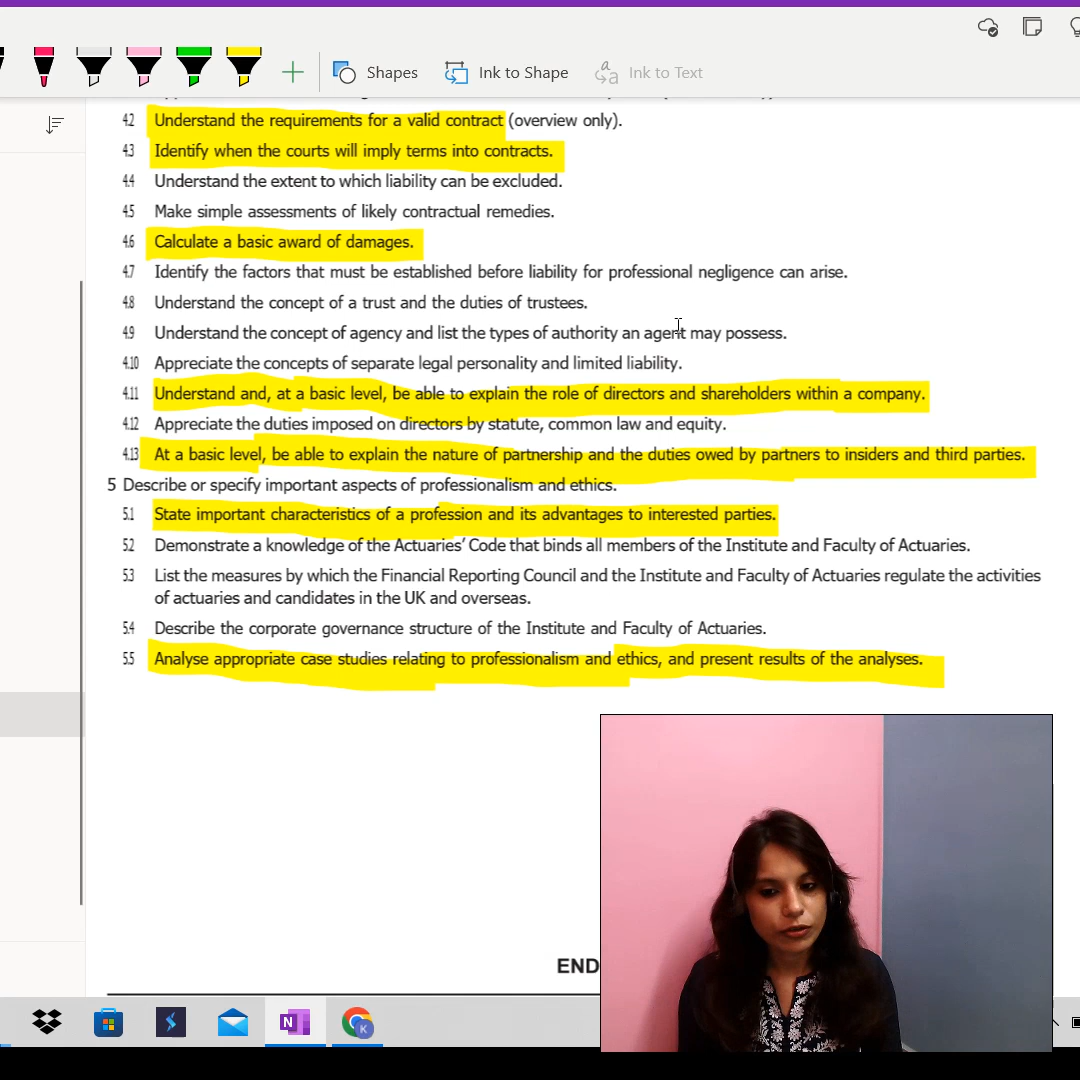 Shapes
Ink to Shape
Ink to Text
4.2 Understand the requirements for a valid contract (overview only).
4.3 Identify when the courts will imply terms into contracts.
4.4 Understand the extent to which liability can be excluded.
4.5 Make simple assessments of likely contractual remedies.
4.6 Calculate a basic award of damages.
4.7 Identify the factors that must be established before liability for professional negligence can arise.
4.8 Understand the concept of a trust and the duties of trustees.
4.9 Understand the concept of agency and list the types of authority an agent may possess.
4.10 Appreciate the concepts of separate legal personality and limited liability.
4.11 Understand and, at a basic level, be able to explain the role of directors and shareholders within a company.
4.12 Appreciate the duties imposed on directors by statute, common law and equity.
4.13 At a basic level, be able to explain the nature of partnership and the duties owed by partners to insiders and third parties.
5 Describe or specify important aspects of professionalism and ethics.
5.1 State important characteristics of a profession and its advantages to interested parties.
5.2 Demonstrate a knowledge of the Actuaries' Code that binds all members of the Institute and Faculty of Actuaries.
5.3 List the measures by which the Financial Reporting Council and the Institute and Faculty of Actuaries regulate the activities
of actuaries and candidates in the UK and overseas.
5.4 Describe the corporate governance structure of the Institute and Faculty of Actuaries.
5.5 Analyse appropriate case studies relating to professionalism and ethics, and present results of the analyses.
END
N
K